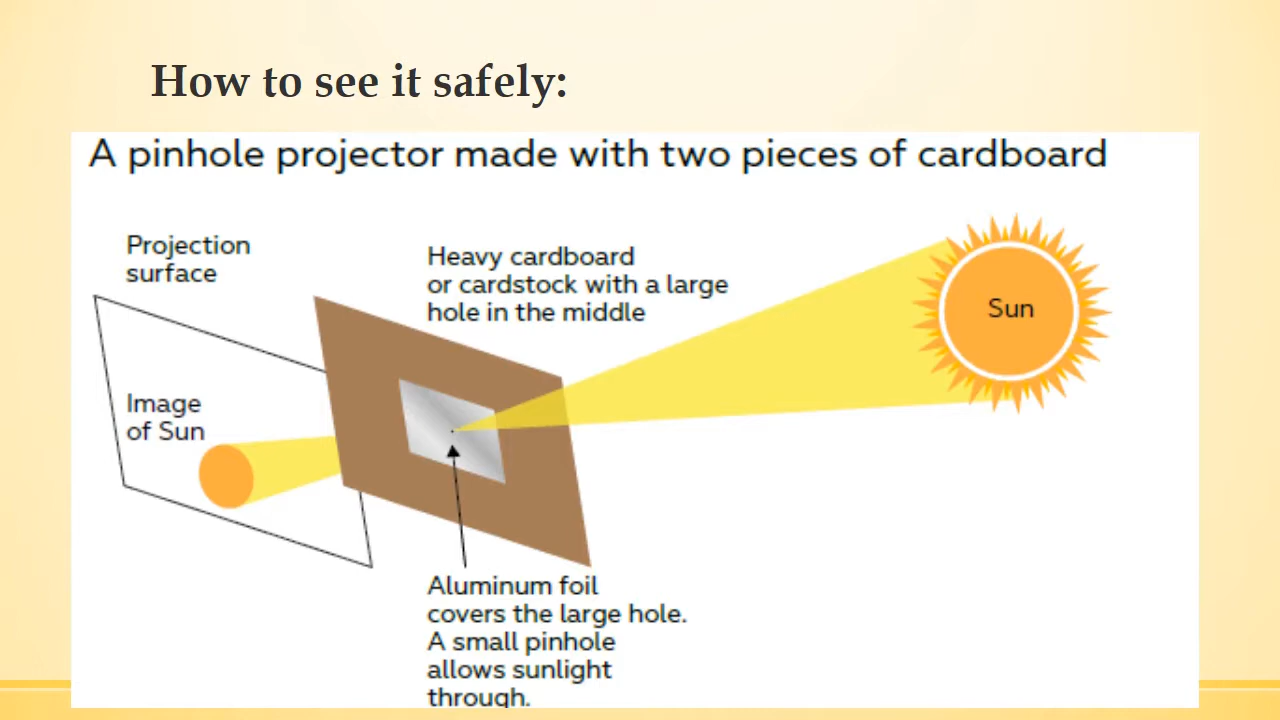 How to see it safely:
A pinhole projector made with two pieces of cardboard
Projection
surface
Heavy cardboard
or cardstock with a large
hole in the middle
Sun
Image
of Sun
Aluminum foil
covers the large hole.
A small pinhole
allows sunlight
through.